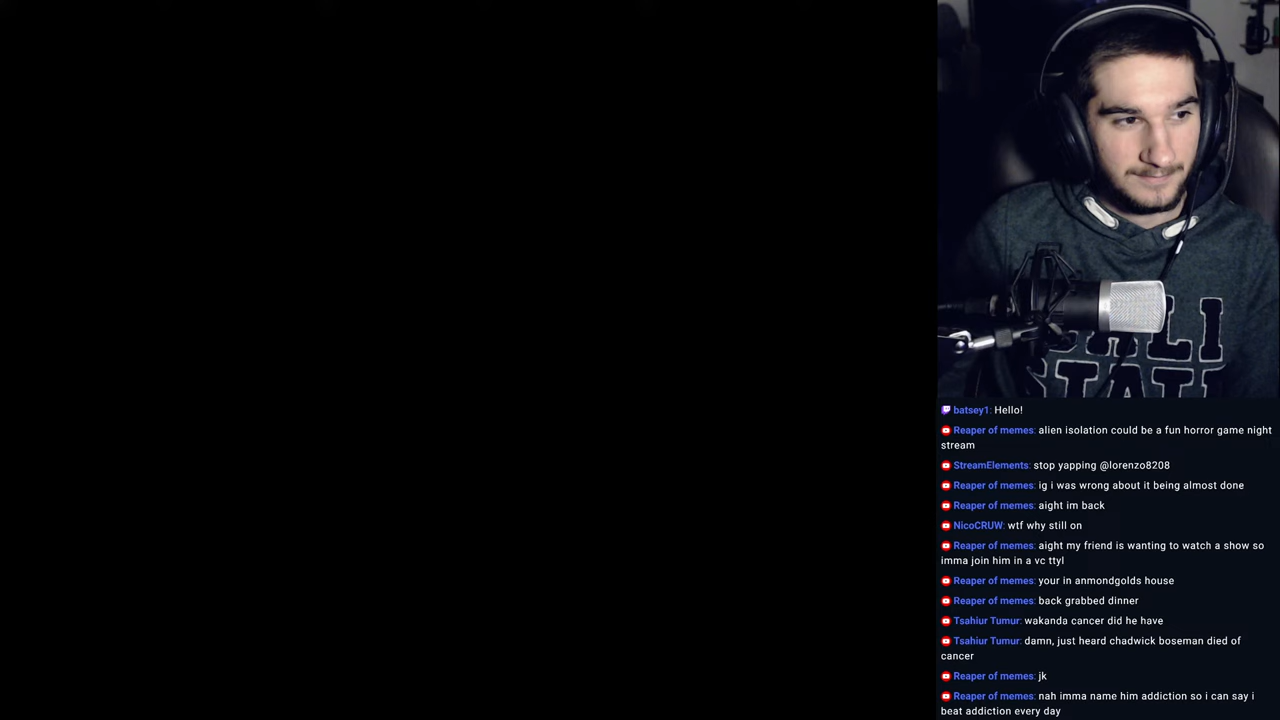 CALI
STATE
batsey1: Hello!
Reaper of memes: alien isolation could be a fun horror game night
stream
StreamElements: stop yapping @lorenzo8208
Reaper of memes: ig i was wrong about it being almost done
Reaper of memes: aight im back
NicoCRUW: wtf why still on
Reaper of memes: aight my friend is wanting to watch a show so
imma join him in a vc ttyl
Reaper of memes: your in anmondgolds house
Reaper of memes: back grabbed dinner
Tsahiur Tumur: wakanda cancer did he have
Tsahiur Tumur: damn, just heard chadwick boseman died of
cancer
Reaper of memes: jk
Reaper of memes: nah imma name him addiction so i can say i
beat addiction every day